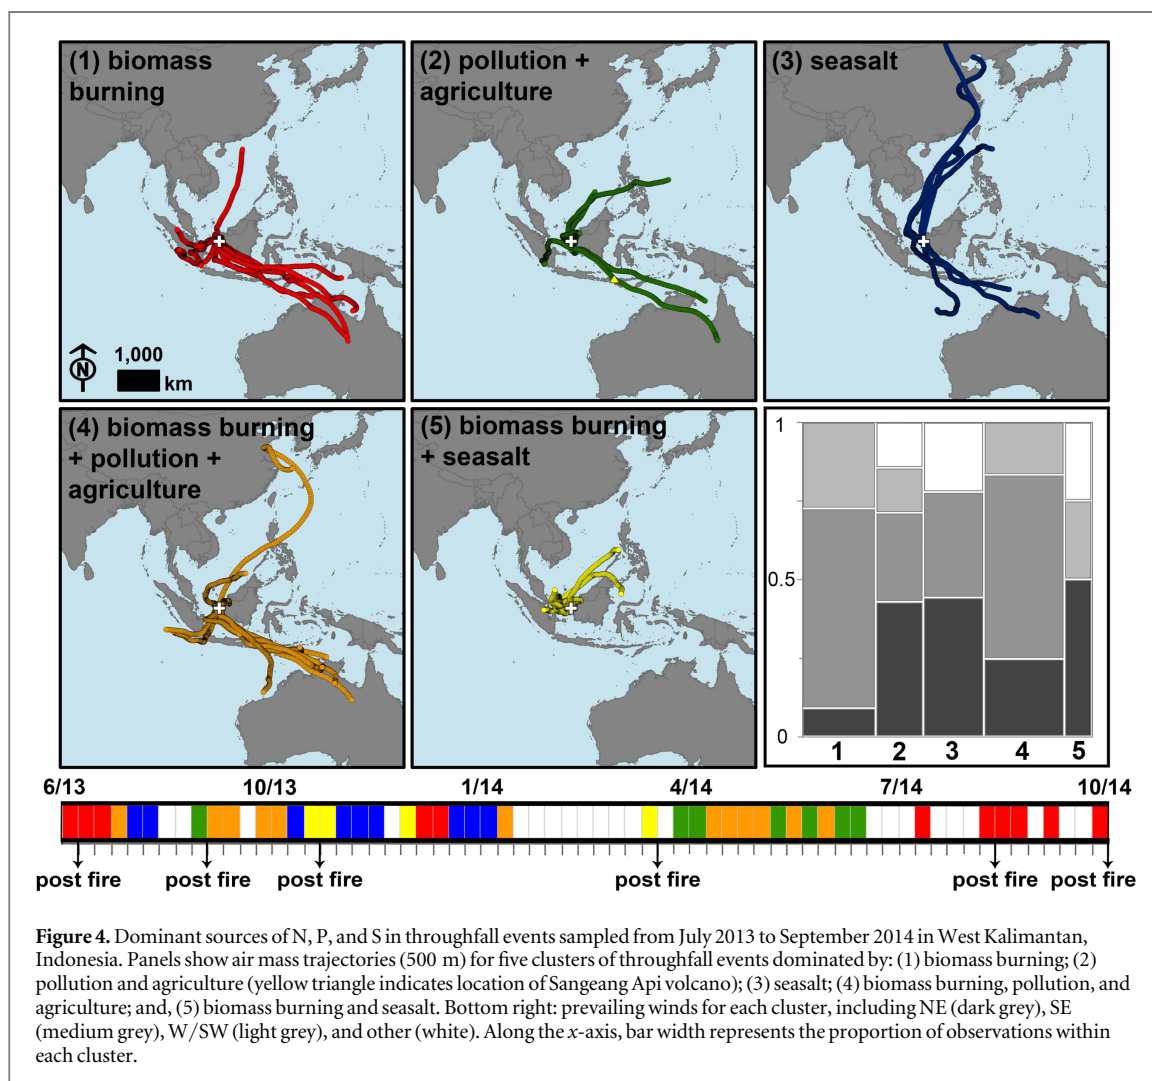 (1) biomass
burning
(2) pollution +
agriculture
(3) seasalt
N
1,000
km
(4) biomass burning
+ pollution +
agriculture
(5) biomass burning
+ seasalt
1
0.5
0
1 2 3 4 5
6/13 10/13 1/14 4/14 7/14 10/14
post fire post fire post fire post fire post fire post fire
Figure 4. Dominant sources of N, P, and S in throughfall events sampled from July 2013 to September 2014 in West Kalimantan,
Indonesia. Panels show air mass trajectories (500 m) for five clusters of throughfall events dominated by: (1) biomass burning; (2)
pollution and agriculture (yellow triangle indicates location of Sangeang Api volcano); (3) seasalt; (4) biomass burning, pollution, and
agriculture; and, (5) biomass burning and seasalt. Bottom right: prevailing winds for each cluster, including NE (dark grey), SE
(medium grey), W/SW (light grey), and other (white). Along the x-axis, bar width represents the proportion of observations within
each cluster.